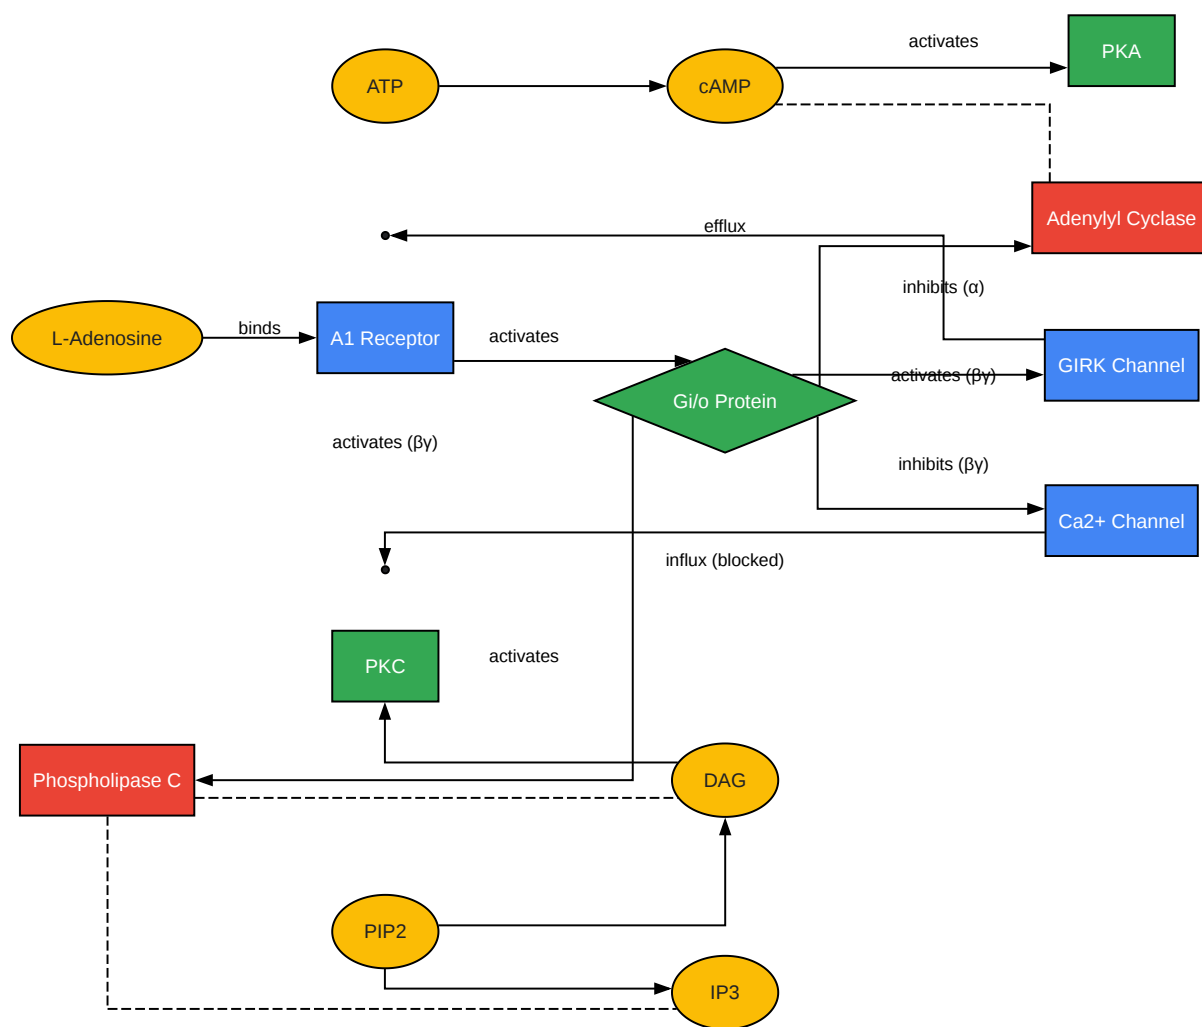 activates
PKA
ATP
cAMP
Adenylyl Cyclase
efflux
inhibits (α)
L-Adenosine
binds
A1 Receptor
activates
GIRK Channel
activates (βγ)
Gi/o Protein
activates (βγ)
inhibits (βγ)
Ca2+ Channel
influx (blocked)
PKC
activates
Phospholipase C
DAG
PIP2
IP3